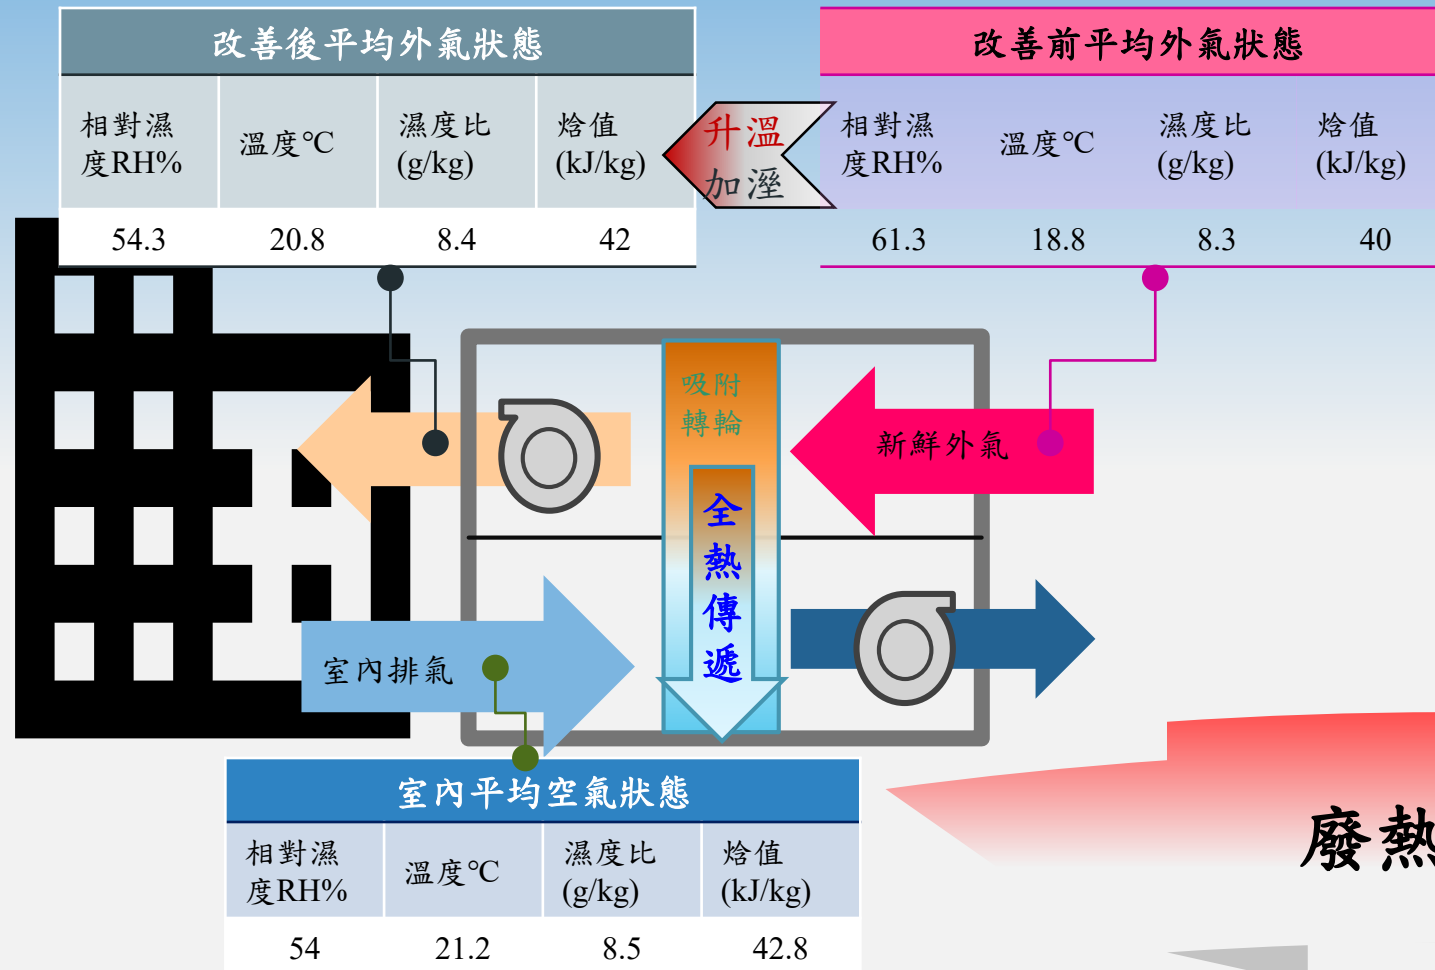 改善後平均外氣狀態
相對濕
度RH%
溫度℃
濕度比
(g/kg)
焓值
(kJ/kg)
54.3 20.8 8.4 42
升溫
加溼
改善前平均外氣狀態
相對濕
度RH%
溫度℃
濕度比
(g/kg)
焓值
(kJ/kg)
61.3 18.8 8.3 40
吸附
轉輪
新鮮外氣
全
熱
傳
遞
室內排氣
室內平均空氣狀態
相對濕
度RH%
溫度℃
濕度比
(g/kg)
焓值
(kJ/kg)
54 21.2 8.5 42.8
廢熱